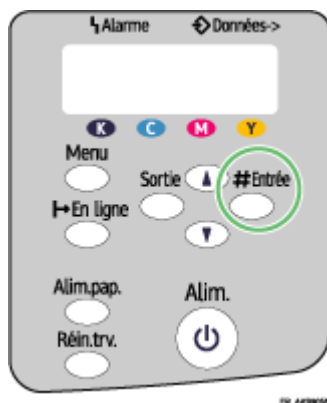 Alarme Données->
K C M Y
Menu
Sortie #Entrée
En ligne
Alim.pap. Alim.
Réin.trv.